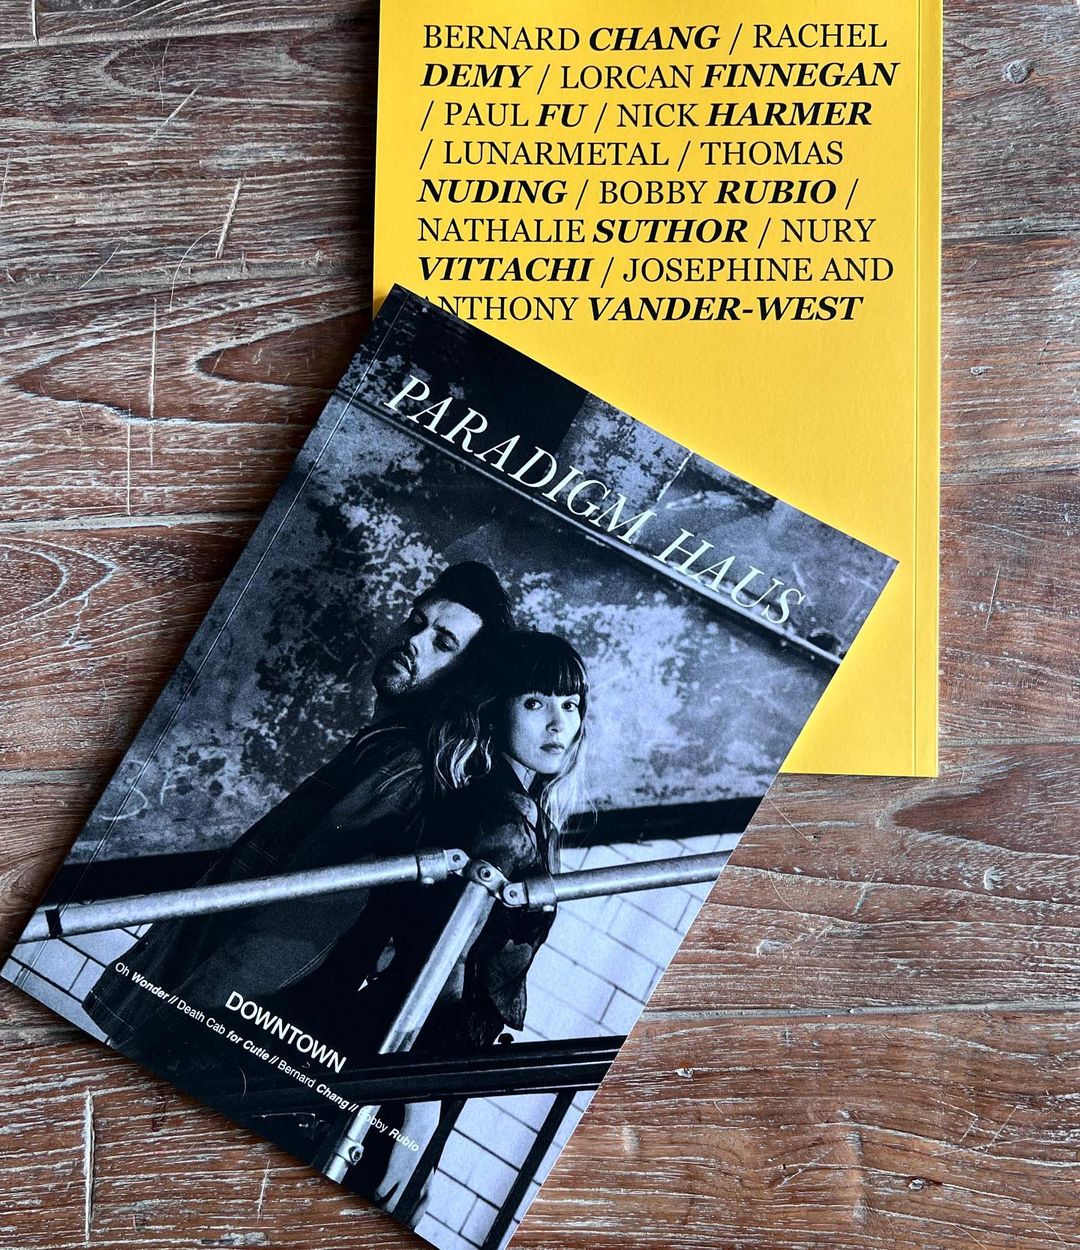 BERNARD CHANG / RACHEL
DEMY / LORCAN FINNEGAN
/ PAUL FU / NICK HARMER
/ LUNARMETAL / THOMAS
NUDING / BOBBY RUBIO /
NATHALIE SUTHOR / NURY
VITTACHI / JOSEPHINE AND
ANTHONY VANDER-WEST
PARADIGM HAUS
DOWNTOWN
Oh Wonder // Death Cab for Cutie // Bernard Chang // Bobby Rubio